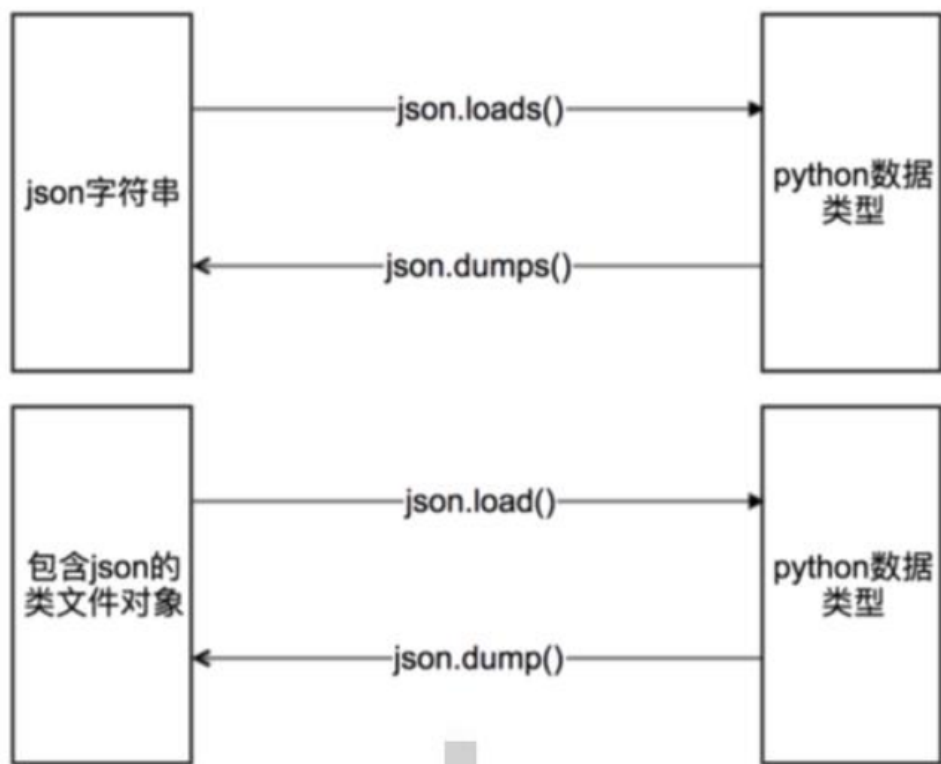 json.loads()
json字符串
python数据
类型
json.dumps()
json.load()
包含json的
类文件对象
python数据
类型
json.dump()